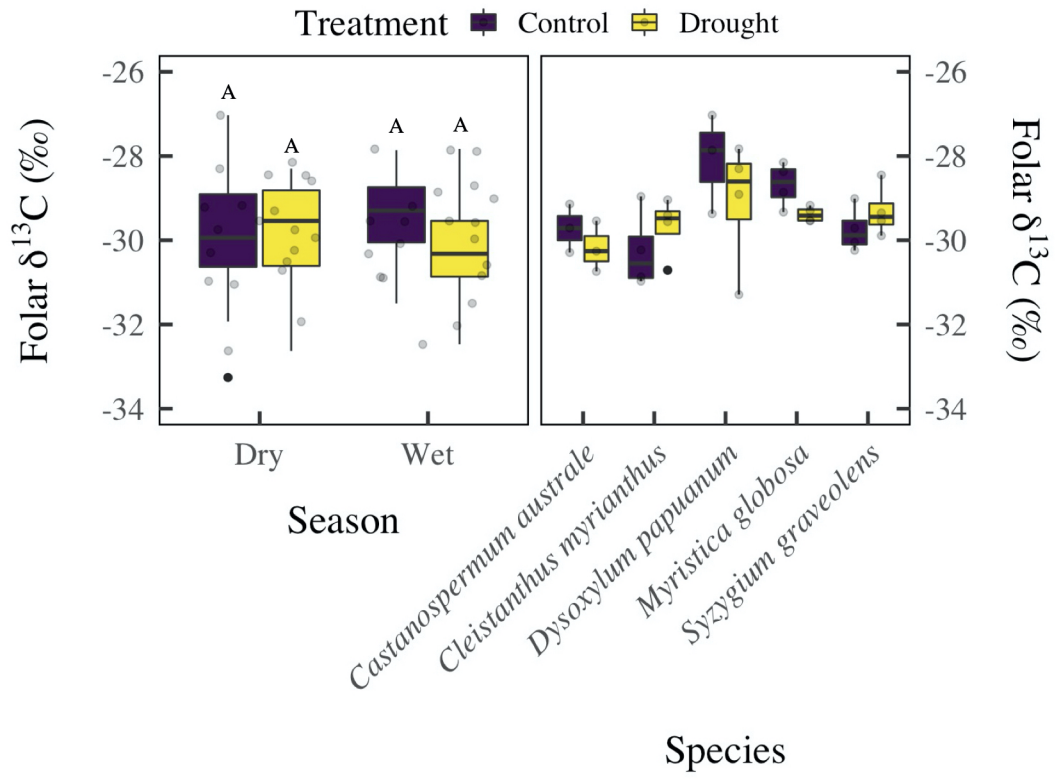 Treatment Control Drought
Folar δ¹³C (‰)
-26
-28
-30
-32
-34
A
A
A
A
Dry
Wet
Season
-26
-28
-30
-32
-34
Folar δ¹³C (‰)
Castanospermum australe
Cleistanthus myrianthus
Dysoxylum papuanum
Myristica globosa
Syzygium graveolens
Species